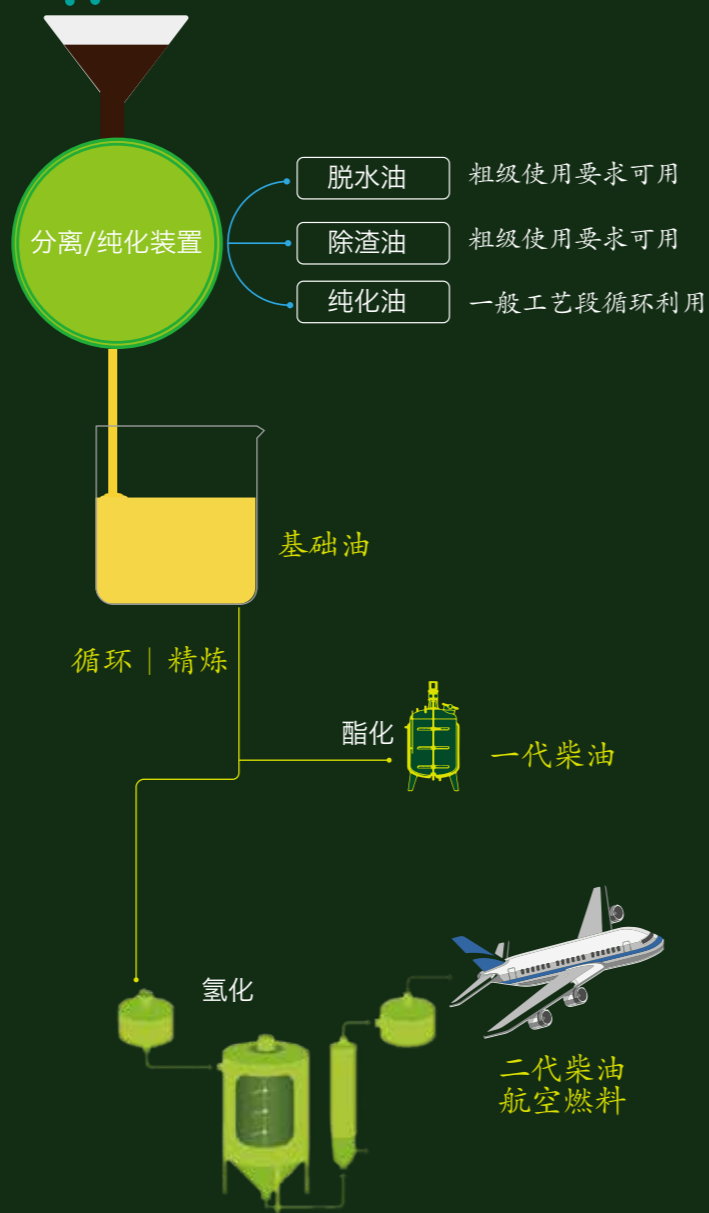 脱水油 粗级使用要求可用
分离/纯化装置
除渣油 粗级使用要求可用
纯化油 一般工艺段循环利用
基础油
循环 | 精炼
酯化
一代柴油
氢化
二代柴油
航空燃料